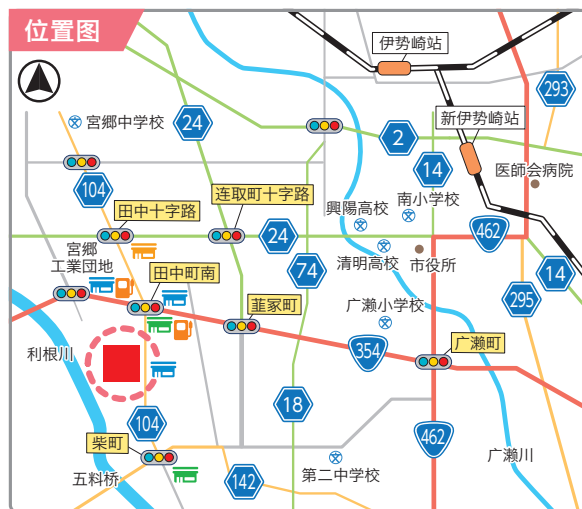 位置图
伊势崎站
293
宮郷中学校
24
2
新伊势崎站
14
医師会病院
104
田中十字路
连取町十字路
南小学校
興陽高校
462
24
宮郷
工業団地
74
清明高校
市役所
14
田中町南
295
韮冢町
广瀬小学校
354
广瀬町
利根川
18
104
462
柴町
五料桥
142
第二中学校
广瀬川